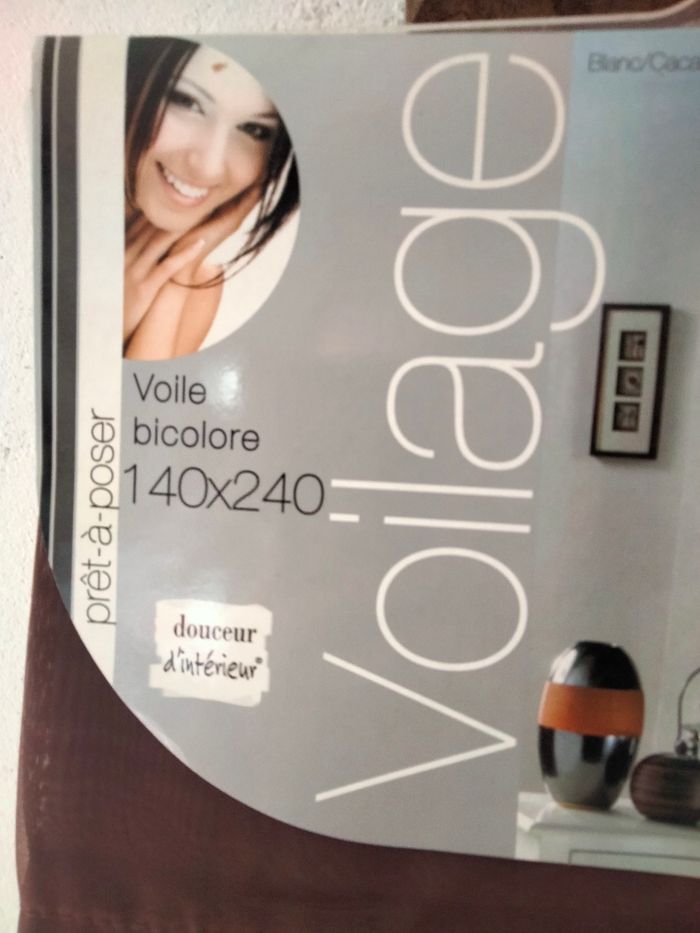 Blanc/Caca
Voilage
prêt-à-poser
Voile
bicolore
140x240
douceur
d'intérieur®